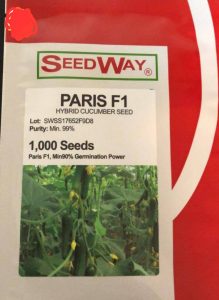 SEEDWAY ®
PARIS F1
HYBRID CUCUMBER SEED
Lot: SWSS17652F9D8
Purity: Min. 99%
1,000 Seeds
Paris F1, Min90% Germination Power